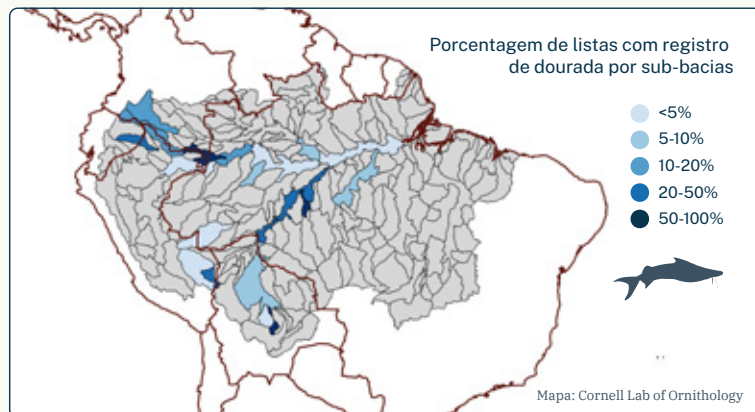 Porcentagem de listas com registro
de dourada por sub-bacias
<5%
5-10%
10-20%
20-50%
50-100%
Mapa: Cornell Lab of Ornithology